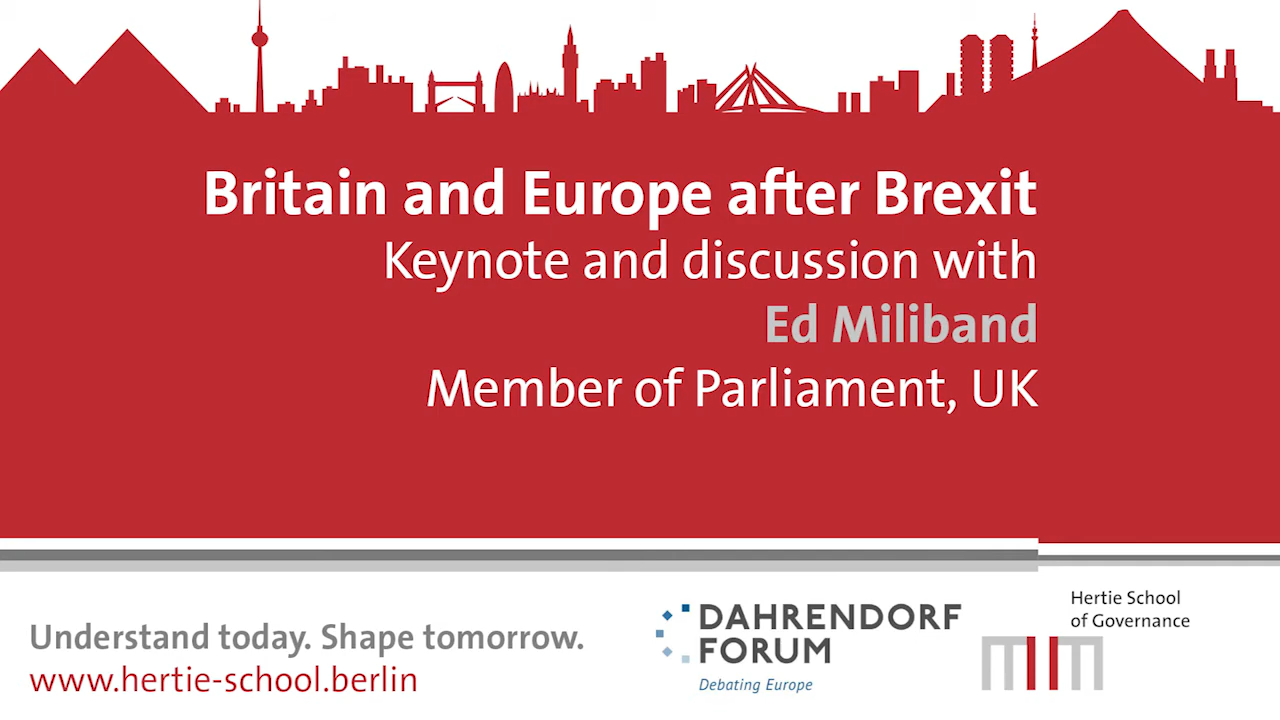 Britain and Europe after Brexit
Keynote and discussion with
Ed Miliband
Member of Parliament, UK
Understand today. Shape tomorrow.
www.hertie-school.berlin
DAHRENDORF
FORUM
Debating Europe
Hertie School
of Governance